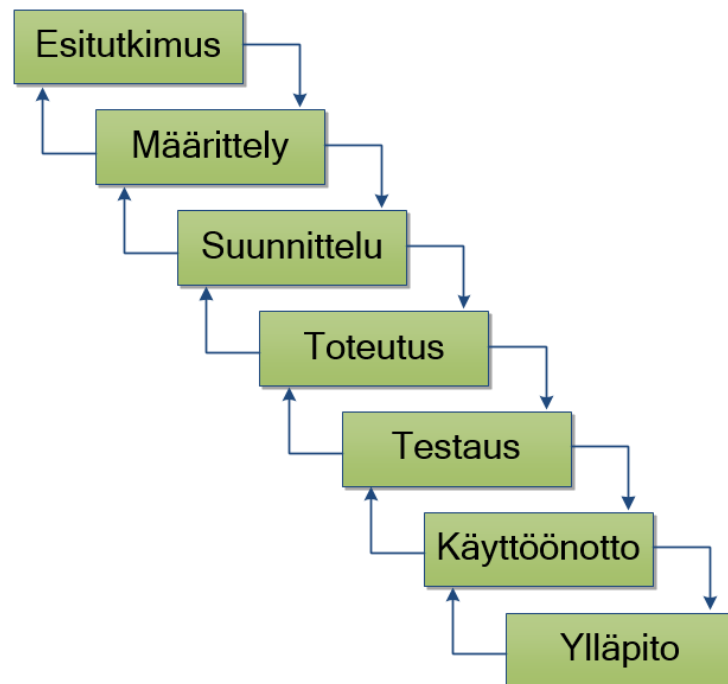 Esitutkimus
Määrittely
Suunnittelu
Toteutus
Testaus
Käyttöönotto
Ylläpito